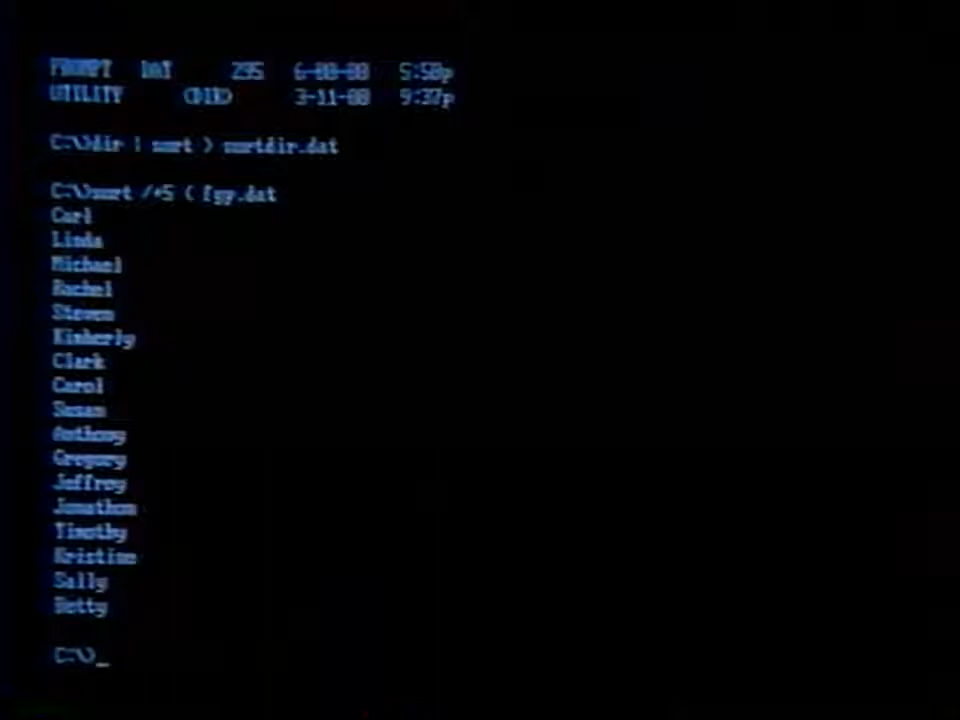 PROMPT DAT 295 6-08-88 5:58p
UTILITY <DIR> 3-11-88 9:37p
C:\>dir | sort > sortdir.dat
C:\>sort /+5 < fyy.dat
Carl
Linda
Michael
Rachel
Steven
Kimberly
Clark
Carol
Susan
Anthony
Gregory
Jeffrey
Jonathon
Timothy
Kristine
Sally
Betty
C:\>_